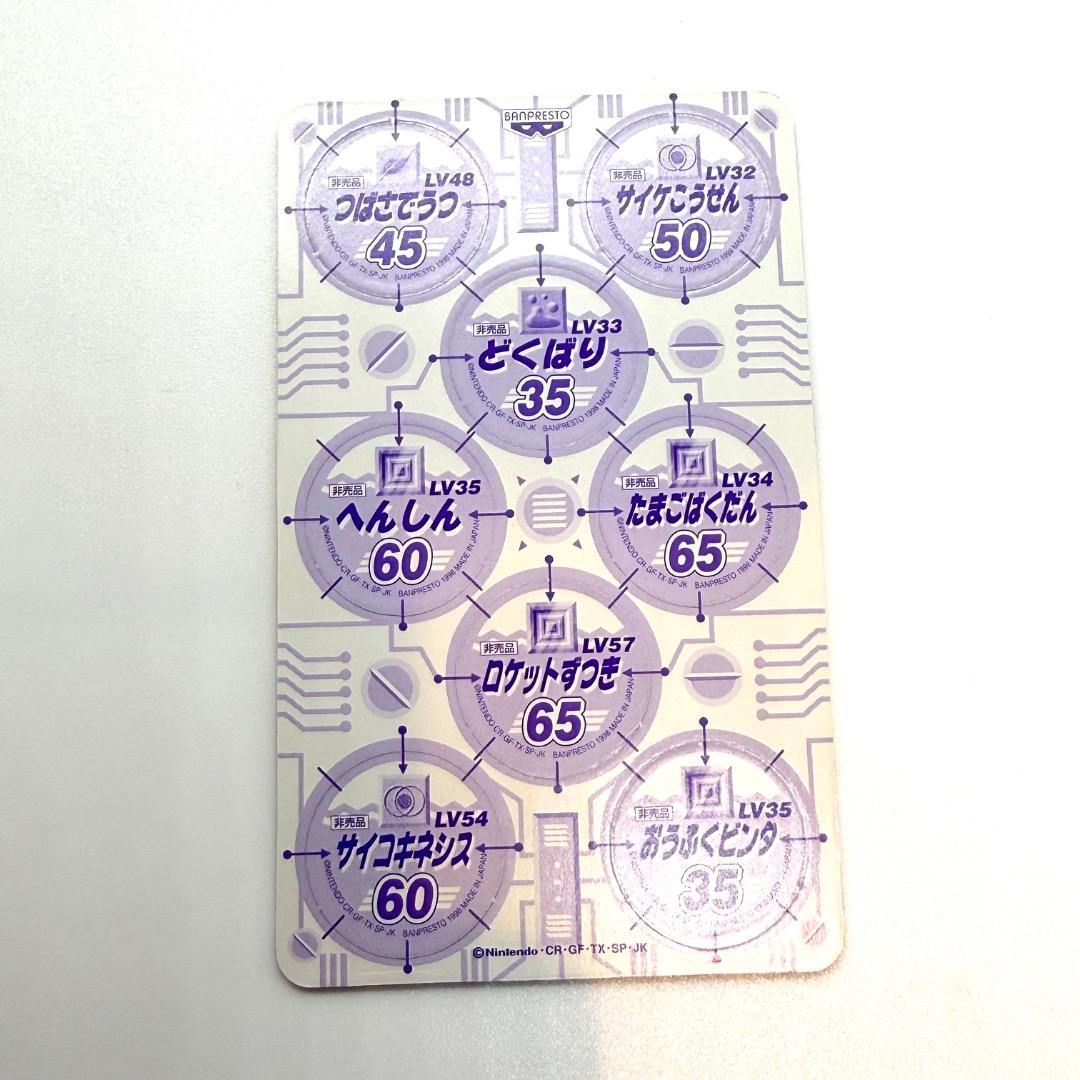 BANPRESTO
非売品 LV48
つばさでうつ
45
©NINTENDO·CR·GF·TX·SP·JK BANPRESTO 1998 MADE IN JAPAN
非売品 LV32
サイケこうせん
50
©NINTENDO·CR·GF·TX·SP·JK BANPRESTO 1998 MADE IN JAPAN
非売品 LV33
どくばり
35
©NINTENDO·CR·GF·TX·SP·JK BANPRESTO 1998 MADE IN JAPAN
非売品 LV35
へんしん
60
©NINTENDO·CR·GF·TX·SP·JK BANPRESTO 1998 MADE IN JAPAN
非売品 LV34
たまごばくだん
65
©NINTENDO·CR·GF·TX·SP·JK BANPRESTO 1998 MADE IN JAPAN
非売品 LV57
ロケットずつき
65
©NINTENDO·CR·GF·TX·SP·JK BANPRESTO 1998 MADE IN JAPAN
非売品 LV54
サイコキネシス
60
©NINTENDO·CR·GF·TX·SP·JK BANPRESTO 1998 MADE IN JAPAN
非売品 LV35
おうふくビンタ
35
©Nintendo·CR·GF·TX·SP·JK